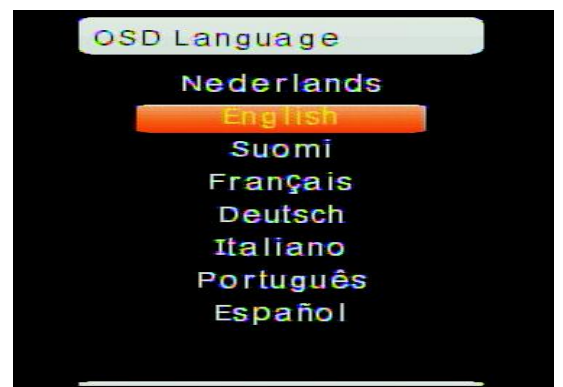 OSD Language
Nederlands
English
Suomi
Français
Deutsch
Italiano
Português
Español